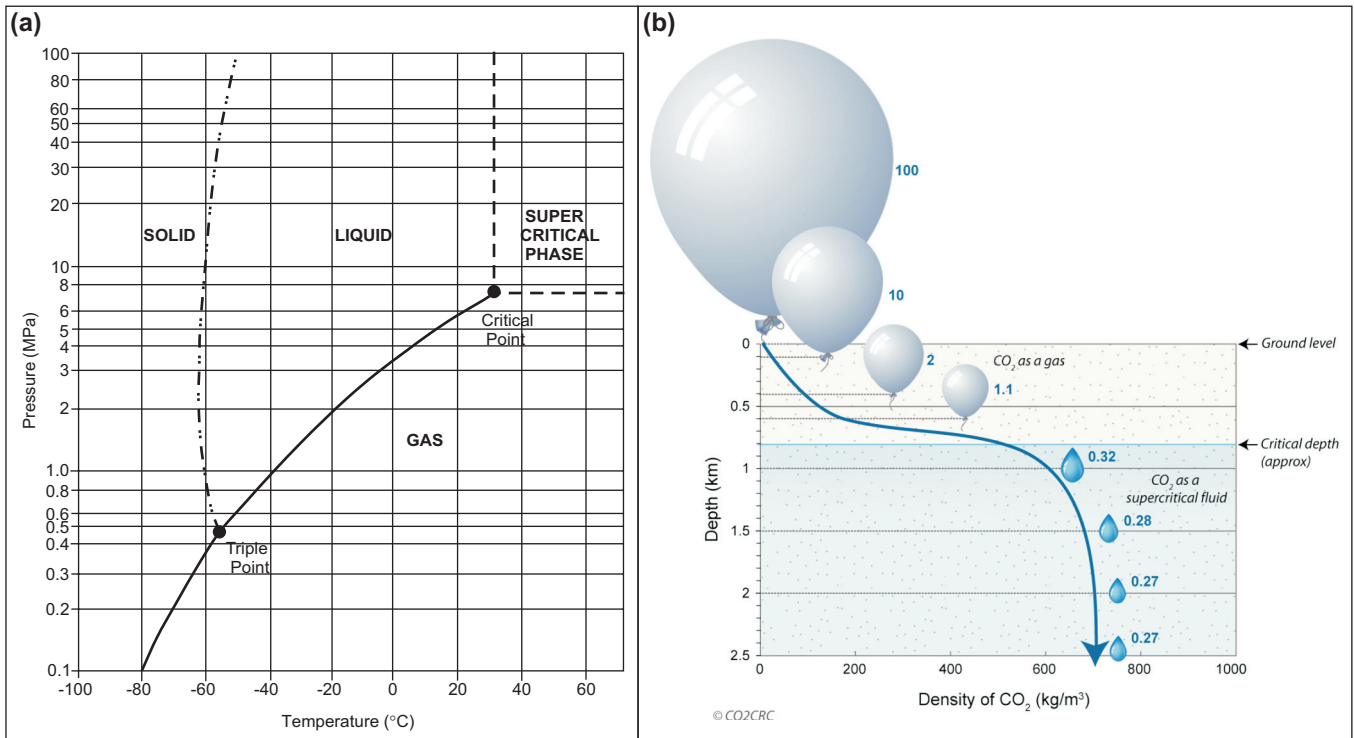 (a)
100
80
60
50
40
30
20
10
8
6
5
4
3
2
1.0
0.8
0.6
0.5
0.4
0.3
0.2
0.1
Pressure (MPa)
SOLID
LIQUID
SUPER
CRITICAL
PHASE
Critical
Point
GAS
Triple
Point
-100
-80
-60
-40
-20
0
20
40
60
Temperature (°C)
(b)
100
10
2
1.1
0
0.5
1
1.5
2
2.5
Depth (km)
CO2 as a gas
Ground level
Critical depth
(approx)
0.32
CO2 as a
supercritical fluid
0.28
0.27
0.27
0
200
400
600
800
1000
Density of CO2 (kg/m³)
© CO2CRC